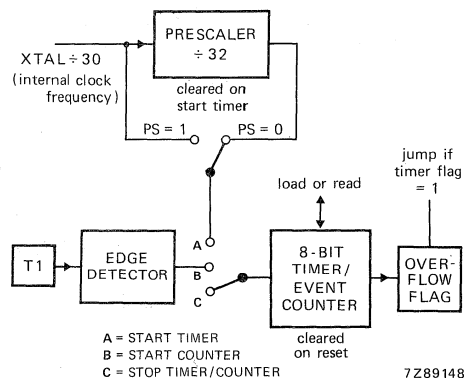 PRESCALER
÷ 32
XTAL ÷ 30
(internal clock
frequency)
cleared on
start timer
PS = 1
PS = 0
jump if
timer flag
= 1
load or read
T1
EDGE
DETECTOR
A
B
C
8-BIT
TIMER/
EVENT
COUNTER
OVER-
FLOW
FLAG
A = START TIMER
B = START COUNTER
C = STOP TIMER/COUNTER
cleared
on reset
7Z89148